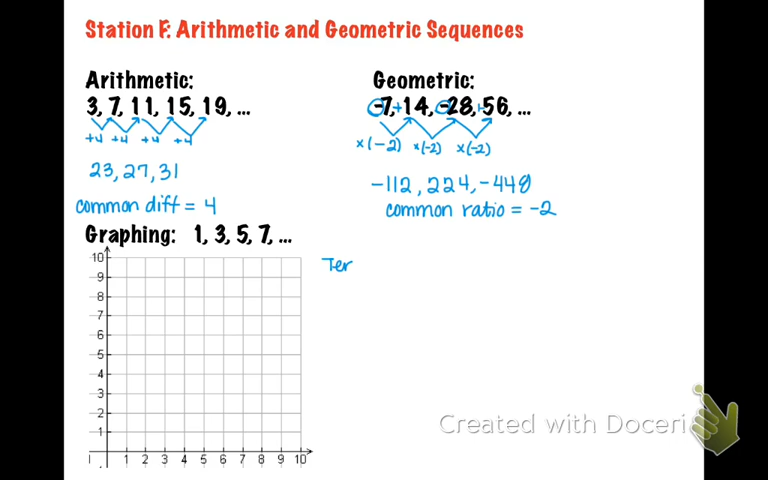 Station F: Arithmetic and Geometric Sequences
Arithmetic:
3, 7, 11, 15, 19, ...
+4 +4 +4 +4
23, 27, 31
common diff = 4
Geometric:
-7, + 14, -28, + 56, ...
×(-2) ×(-2) ×(-2)
-112, 224, -448
common ratio = -2
Graphing: 1, 3, 5, 7, ...
Ter
10
9
8
7
6
5
4
3
2
1
1 2 3 4 5 6 7 8 9 10
Created with Doceri